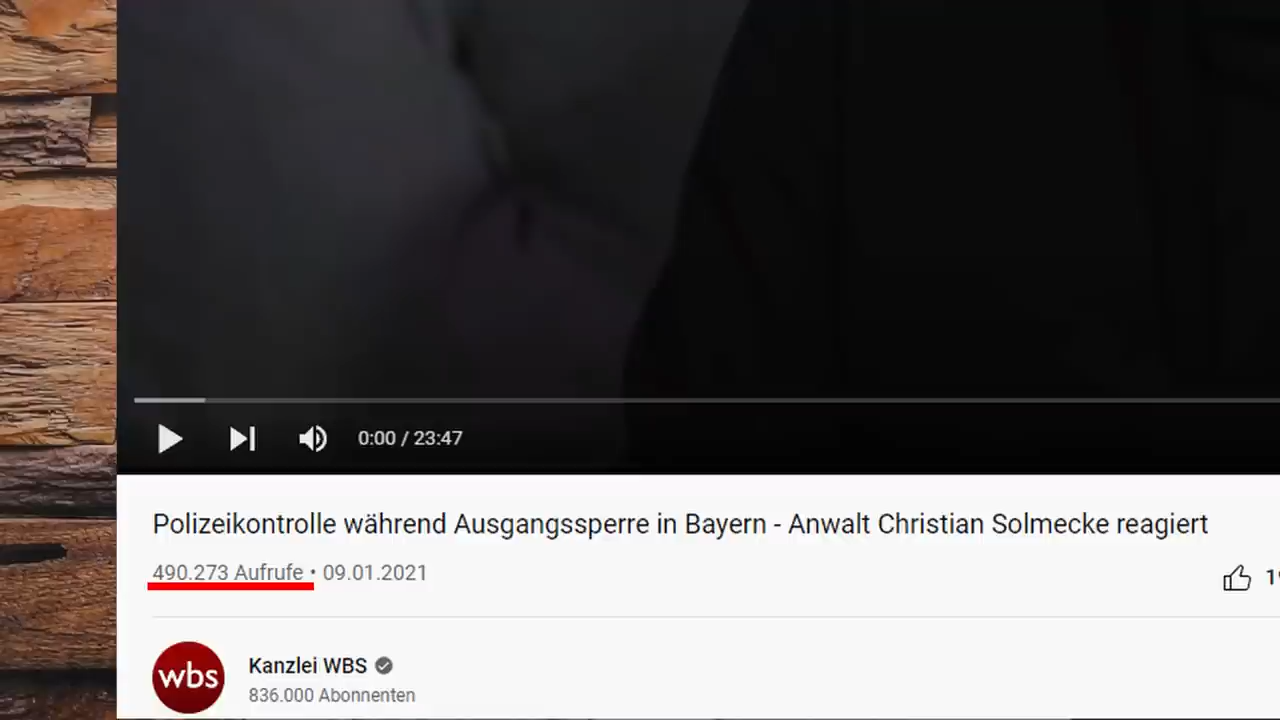 0:00 / 23:47
Polizeikontrolle während Ausgangssperre in Bayern - Anwalt Christian Solmecke reagiert
490.273 Aufrufe • 09.01.2021
wbs
Kanzlei WBS
836.000 Abonnenten